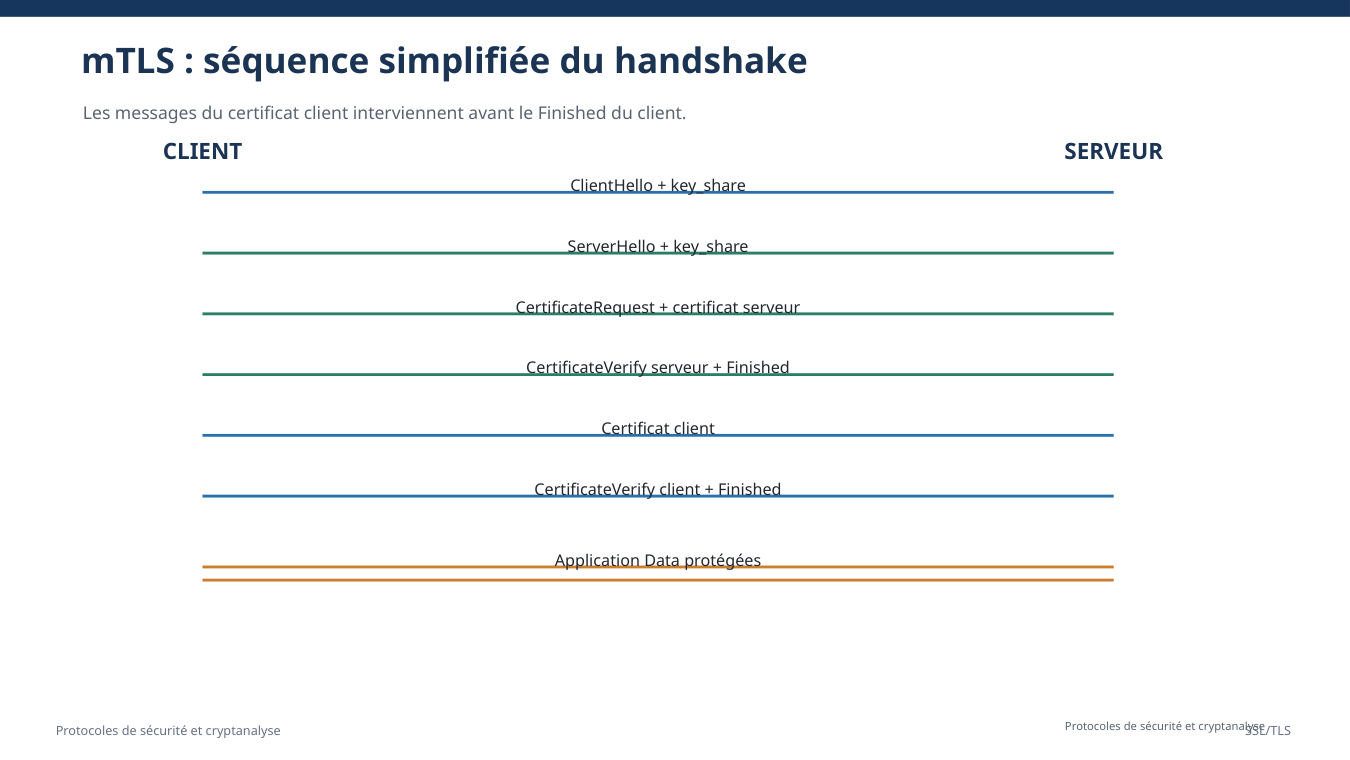 mTLS : séquence simplifiée du handshake
Les messages du certificat client interviennent avant le Finished du client.
CLIENT
SERVEUR
ClientHello + key_share
ServerHello + key_share
CertificateRequest + certificat serveur
CertificateVerify serveur + Finished
Certificat client
CertificateVerify client + Finished
Application Data protégées
Protocoles de sécurité et cryptanalyse
Protocoles de sécurité et cryptanalyse
SSL/TLS